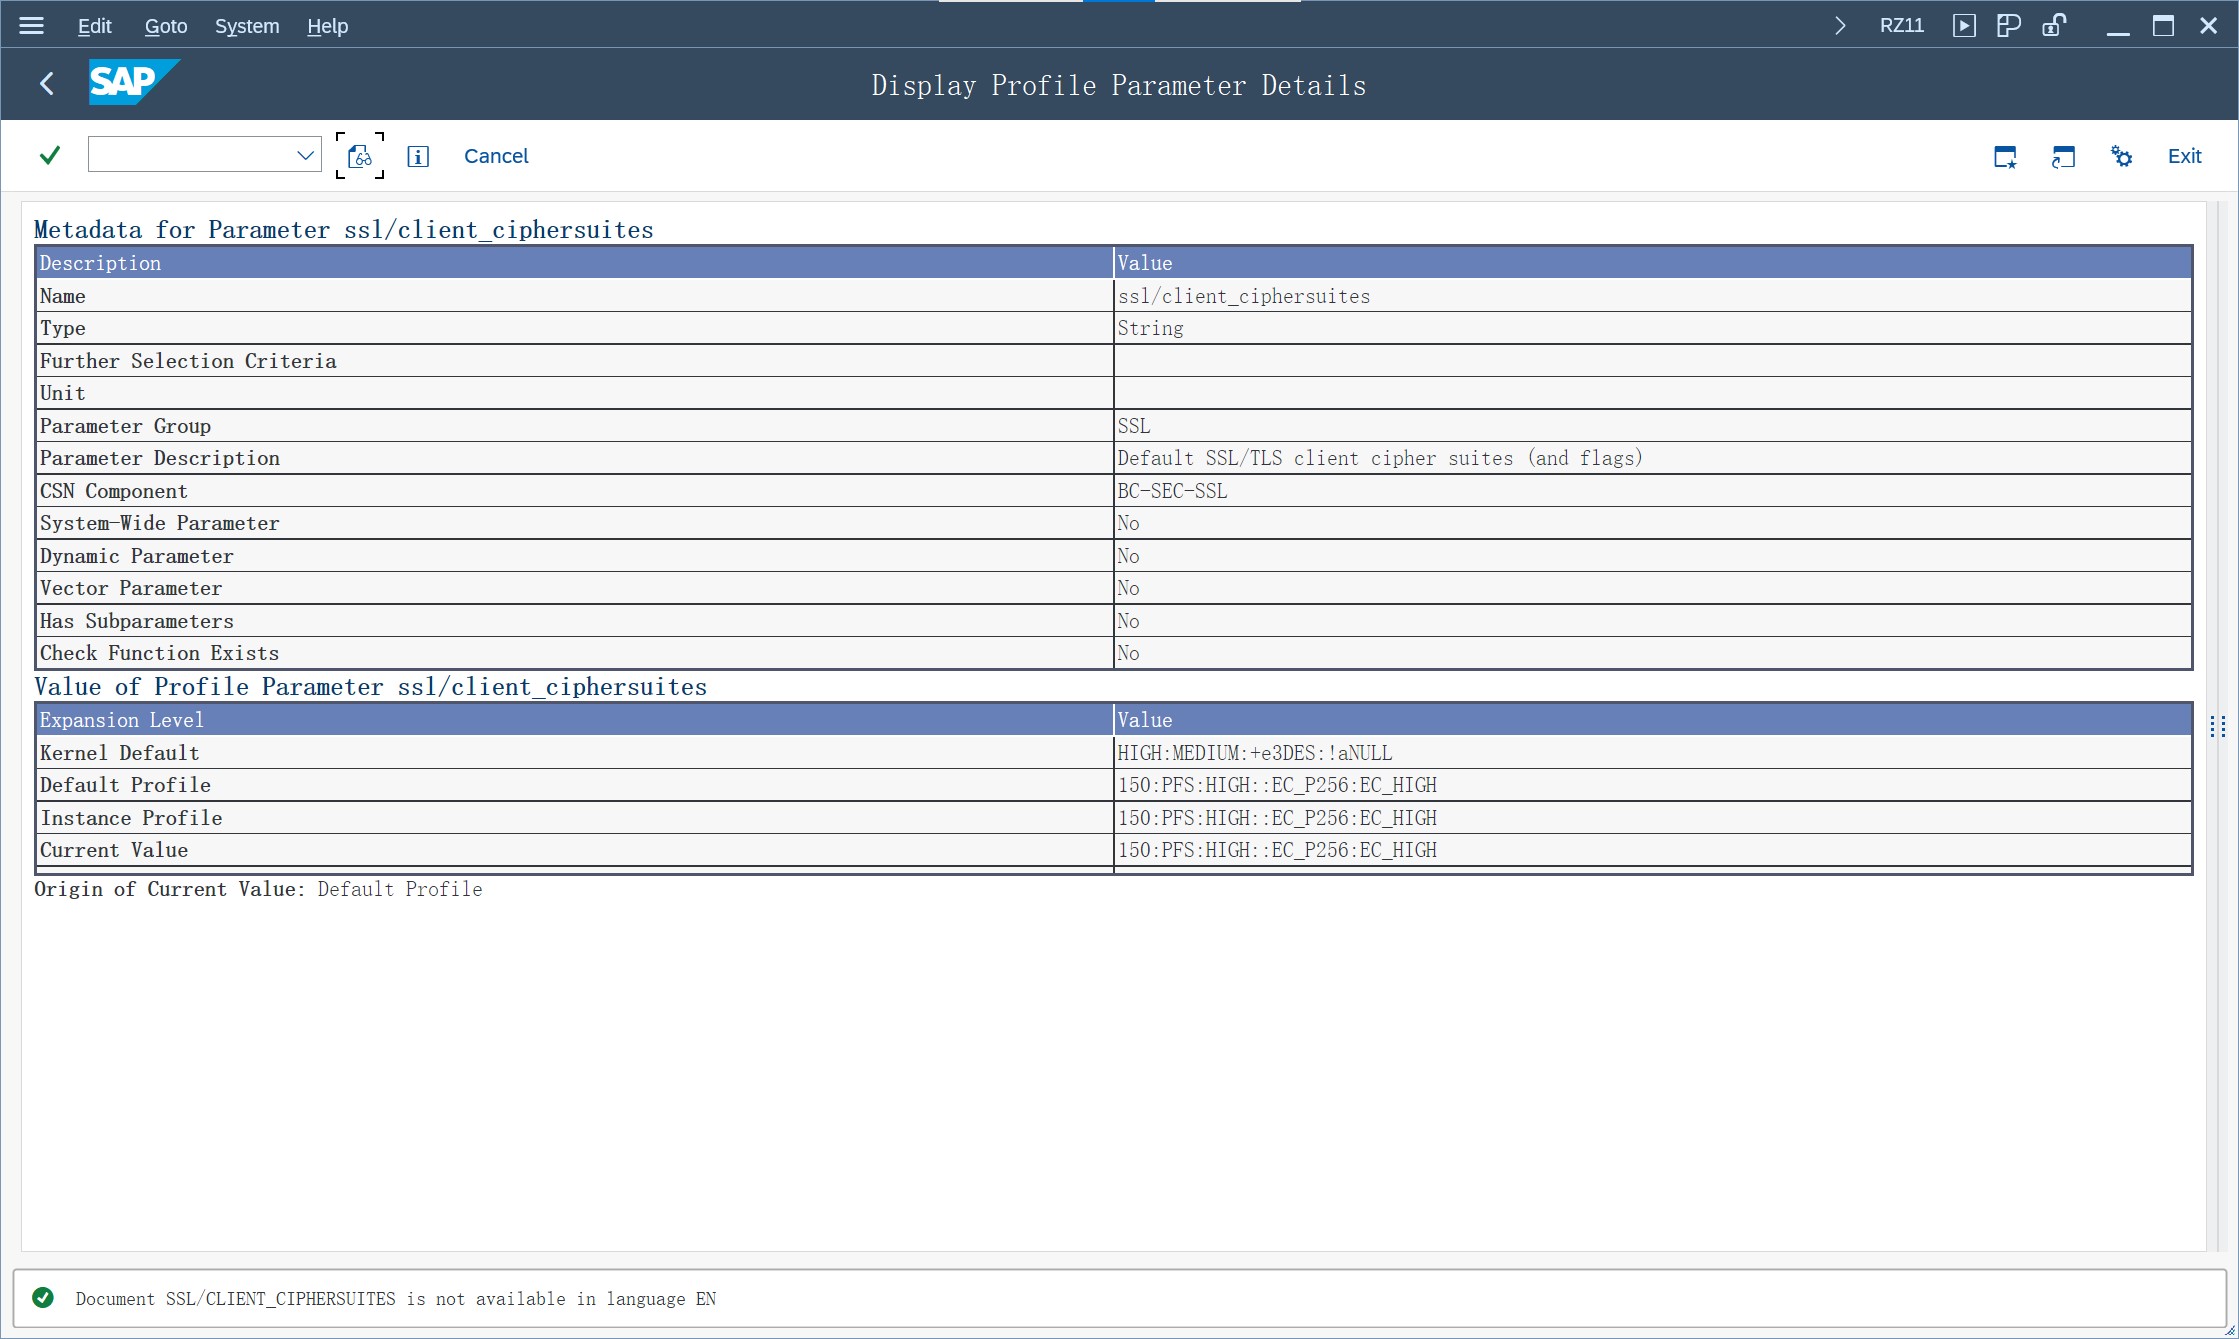 Edit Goto System Help RZ11
SAP Display Profile Parameter Details
Cancel Exit
Metadata for Parameter ssl/client_ciphersuites
Description Value
Name ssl/client_ciphersuites
Type String
Further Selection Criteria
Unit
Parameter Group SSL
Parameter Description Default SSL/TLS client cipher suites (and flags)
CSN Component BC-SEC-SSL
System-Wide Parameter No
Dynamic Parameter No
Vector Parameter No
Has Subparameters No
Check Function Exists No
Value of Profile Parameter ssl/client_ciphersuites
Expansion Level Value
Kernel Default HIGH:MEDIUM:+e3DES:!aNULL
Default Profile 150:PFS:HIGH::EC_P256:EC_HIGH
Instance Profile 150:PFS:HIGH::EC_P256:EC_HIGH
Current Value 150:PFS:HIGH::EC_P256:EC_HIGH
Origin of Current Value: Default Profile
Document SSL/CLIENT_CIPHERSUITES is not available in language EN